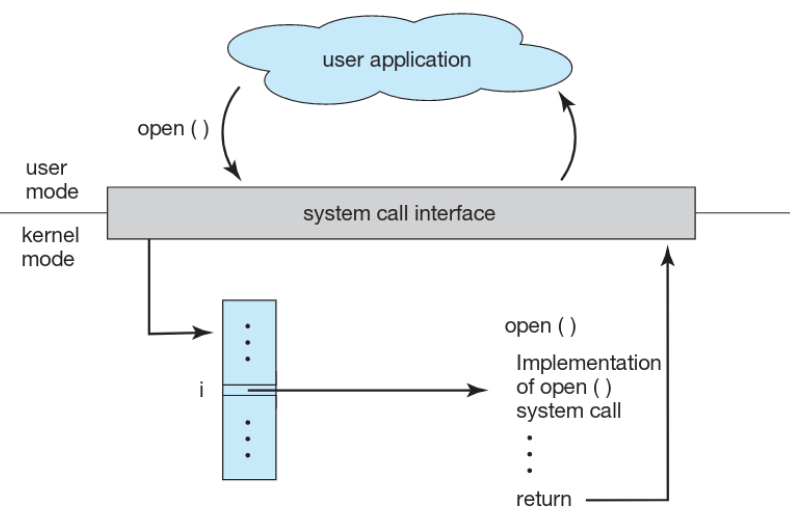 user application
open ( )
user
mode
system call interface
kernel
mode
open ( )
i
Implementation
of open ( )
system call
return